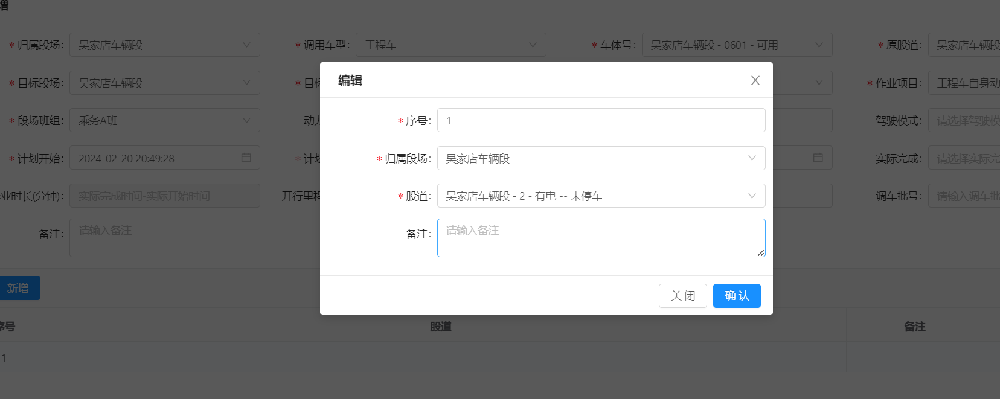 增
* 归属段场: 吴家店车辆段 * 调用车型: 工程车 * 车体号: 吴家店车辆段 - 0601 - 可用 * 原股道: 吴家店车辆段
* 目标段场: 吴家店车辆段 * 目标 * 作业项目: 工程车自身动
* 段场班组: 乘务A班 动力 驾驶模式: 请选择驾驶模
* 计划开始: 2024-02-20 20:49:28 * 计划 实际完成: 请选择实际完
业时长(分钟): 实际完成时间-实际开始时间 开行里程 调车批号: 请输入调车批
备注: 请输入备注
新增
序号 股道 备注
1
编辑
* 序号: 1
* 归属段场: 吴家店车辆段
* 股道: 吴家店车辆段 - 2 - 有电 -- 未停车
备注: 请输入备注
关 闭 确 认